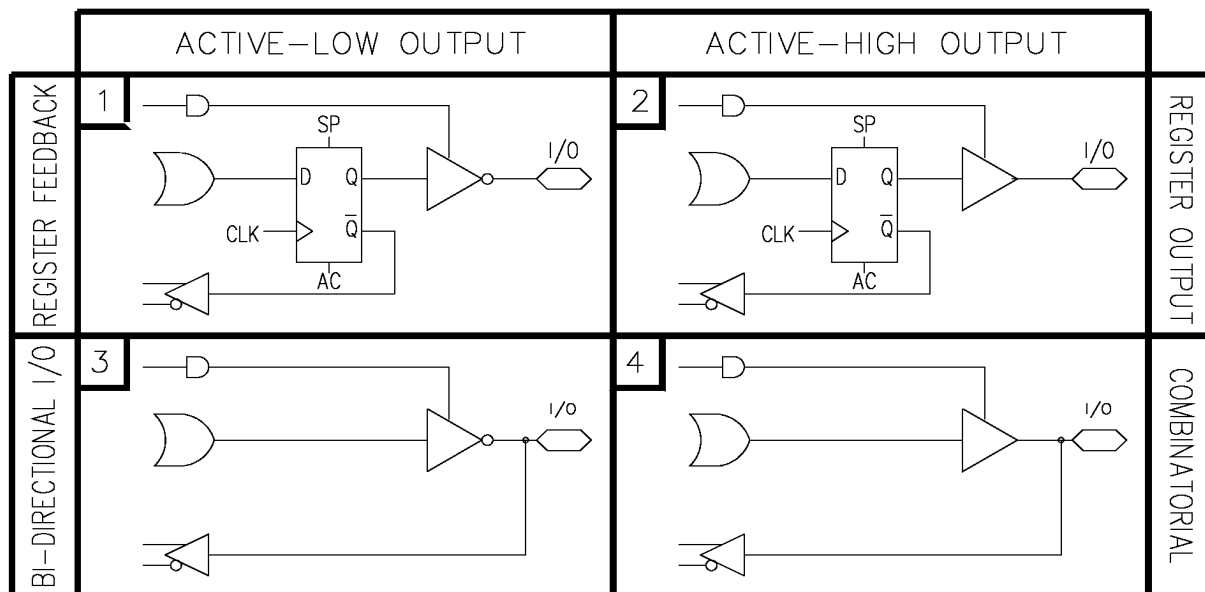 ACTIVE-LOW OUTPUT
ACTIVE-HIGH OUTPUT
REGISTER FEEDBACK
1
SP
D Q
CLK Q̅
AC
I/O
2
SP
D Q
CLK Q̅
AC
I/O
REGISTER OUTPUT
BI-DIRECTIONAL I/O
3
I/O
4
I/O
COMBINATORIAL